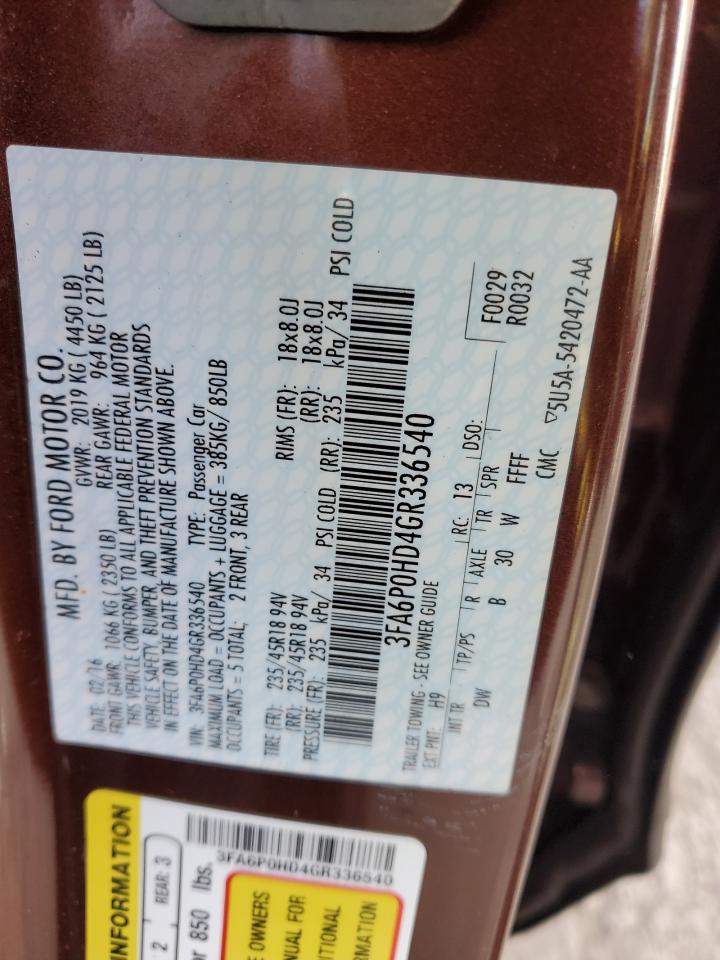 MFD. BY FORD MOTOR CO.
DATE: 02/16 GVWR: 2019 KG ( 4450 LB)
FRONT GAWR: 1066 KG ( 2350 LB) REAR GAWR: 964 KG ( 2125 LB)
THIS VEHICLE CONFORMS TO ALL APPLICABLE FEDERAL MOTOR
VEHICLE SAFETY, BUMPER, AND THEFT PREVENTION STANDARDS
IN EFFECT ON THE DATE OF MANUFACTURE SHOWN ABOVE.
VIN: 3FA6P0HD4GR336540 TYPE: Passenger Car
MAXIMUM LOAD = OCCUPANTS + LUGGAGE = 385KG/ 850LB
OCCUPANTS = 5 TOTAL; 2 FRONT, 3 REAR
TIRE (FR): 235/45R18 94V RIMS (FR): 18x8.0J
(RR): 235/45R18 94V (RR): 18x8.0J
PRESSURE (FR): 235 kPa/ 34 PSI COLD (RR): 235 kPa/ 34 PSI COLD
3FA6P0HD4GR336540
TRAILER TOWING - SEE OWNER GUIDE
EXT PNT: H9 RC: 13 DSO:
INT TR TP/PS R AXLE TR SPR F0029
DW B 30 W FFFF R0032
CMC ▽5U5A-5420472-AA
INFORMATION
2 REAR: 3
or 850 lbs.
3FA6P0HD4GR336540
OWNERS
FOR